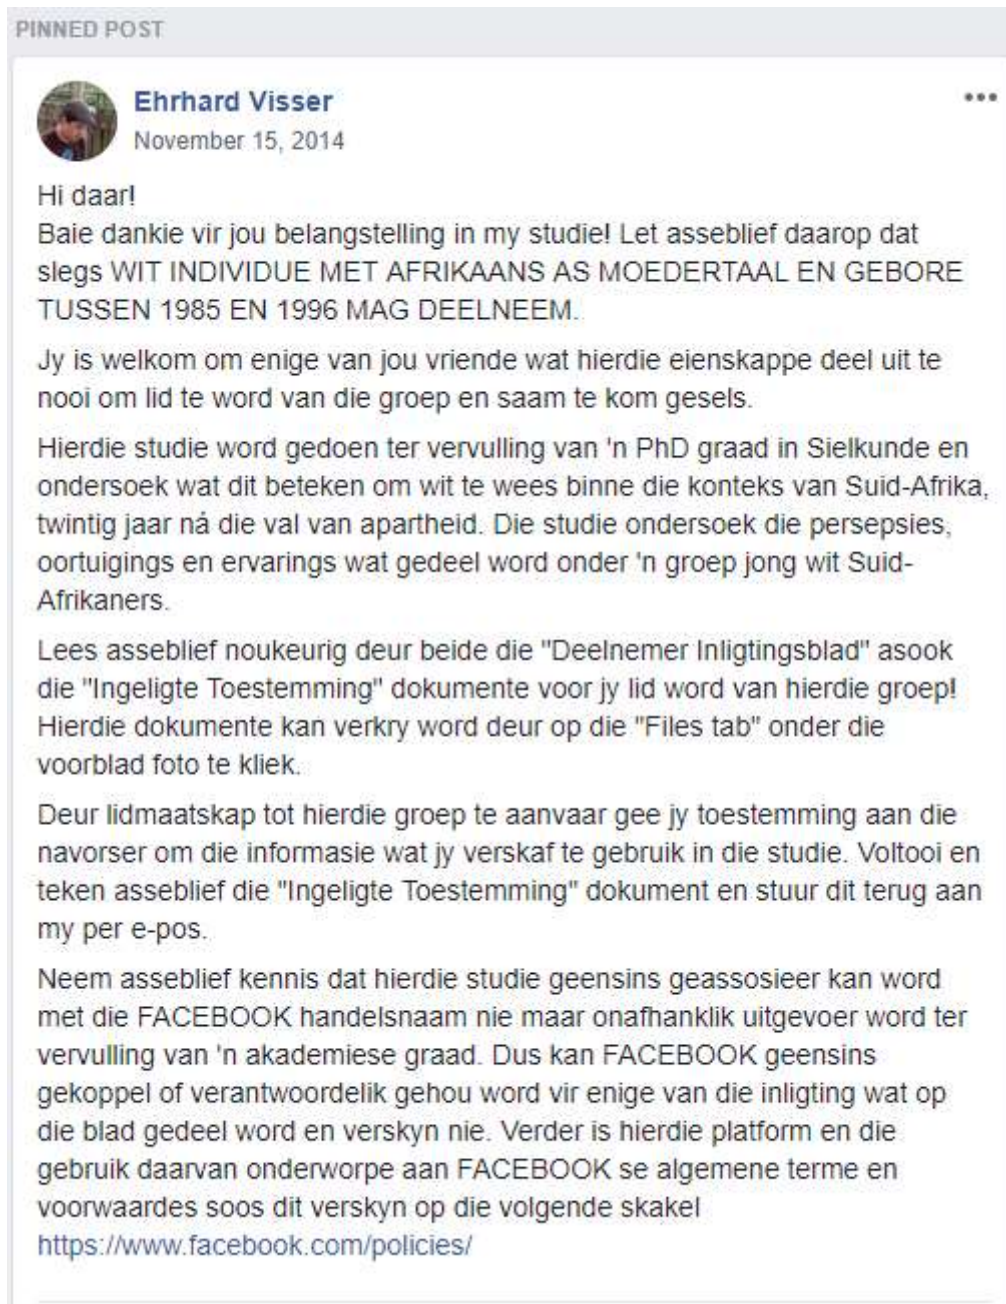 PINNED POST
Ehrhard Visser
November 15, 2014
Hi daar!
Baie dankie vir jou belangstelling in my studie! Let asseblief daarop dat
slegs WIT INDIVIDUE MET AFRIKAANS AS MOEDERTAAL EN GEBORE
TUSSEN 1985 EN 1996 MAG DEELNEEM.
Jy is welkom om enige van jou vriende wat hierdie eienskappe deel uit te
nooi om lid te word van die groep en saam te kom gesels.
Hierdie studie word gedoen ter vervulling van 'n PhD graad in Sielkunde en
ondersoek wat dit beteken om wit te wees binne die konteks van Suid-Afrika,
twintig jaar ná die val van apartheid. Die studie ondersoek die persepsies,
oortuigings en ervarings wat gedeel word onder 'n groep jong wit Suid-
Afrikaners.
Lees asseblief noukeurig deur beide die "Deelnemer Inligtingsblad" asook
die "Ingeligte Toestemming" dokumente voor jy lid word van hierdie groep!
Hierdie dokumente kan verkry word deur op die "Files tab" onder die
voorblad foto te kliek.
Deur lidmaatskap tot hierdie groep te aanvaar gee jy toestemming aan die
navorser om die informasie wat jy verskaf te gebruik in die studie. Voltooi en
teken asseblief die "Ingeligte Toestemming" dokument en stuur dit terug aan
my per e-pos.
Neem asseblief kennis dat hierdie studie geensins geassosieer kan word
met die FACEBOOK handelsnaam nie maar onafhanklik uitgevoer word ter
vervulling van 'n akademiese graad. Dus kan FACEBOOK geensins
gekoppel of verantwoordelik gehou word vir enige van die inligting wat op
die blad gedeel word en verskyn nie. Verder is hierdie platform en die
gebruik daarvan onderworpe aan FACEBOOK se algemene terme en
voorwaardes soos dit verskyn op die volgende skakel
https://www.facebook.com/policies/